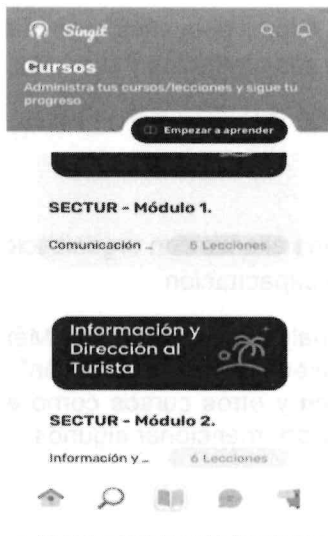 Singit
Cursos
Administra tus cursos/lecciones y sigue tu
progreso
Empezar a aprender
SECTUR - Módulo 1.
Comunicación ... 5 Lecciones
Información y
Dirección al
Turista
SECTUR - Módulo 2.
Información y ... 6 Lecciones